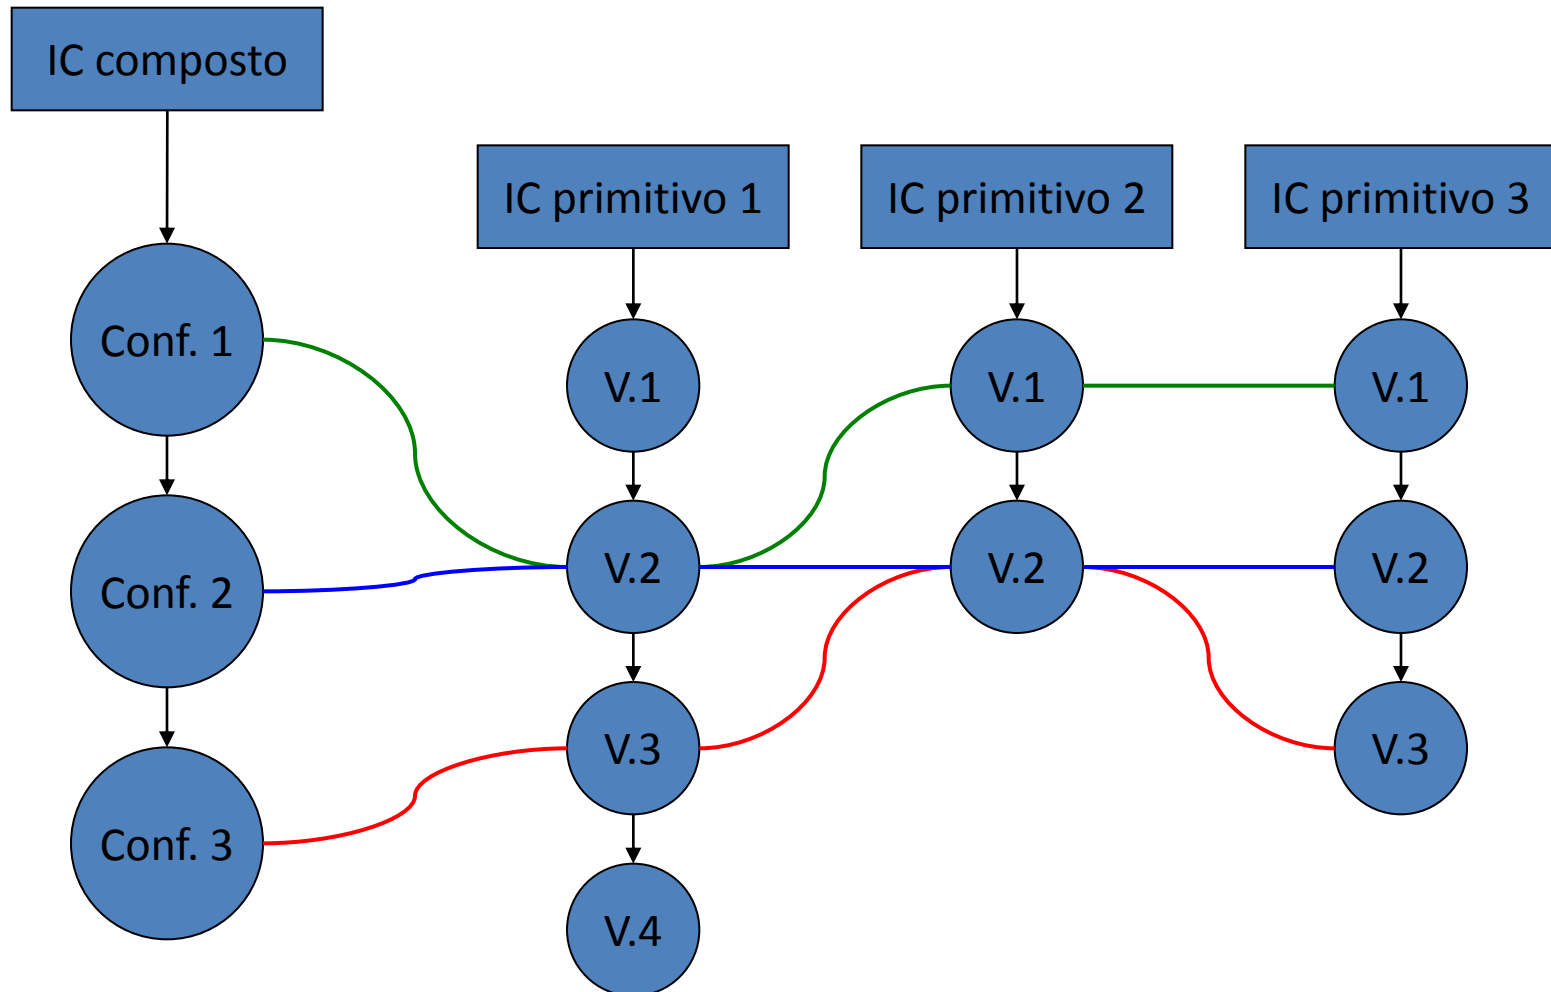 IC composto
IC primitivo 1
IC primitivo 2
IC primitivo 3
Conf. 1
V.1
V.1
V.1
Conf. 2
V.2
V.2
V.2
Conf. 3
V.3
V.3
V.4